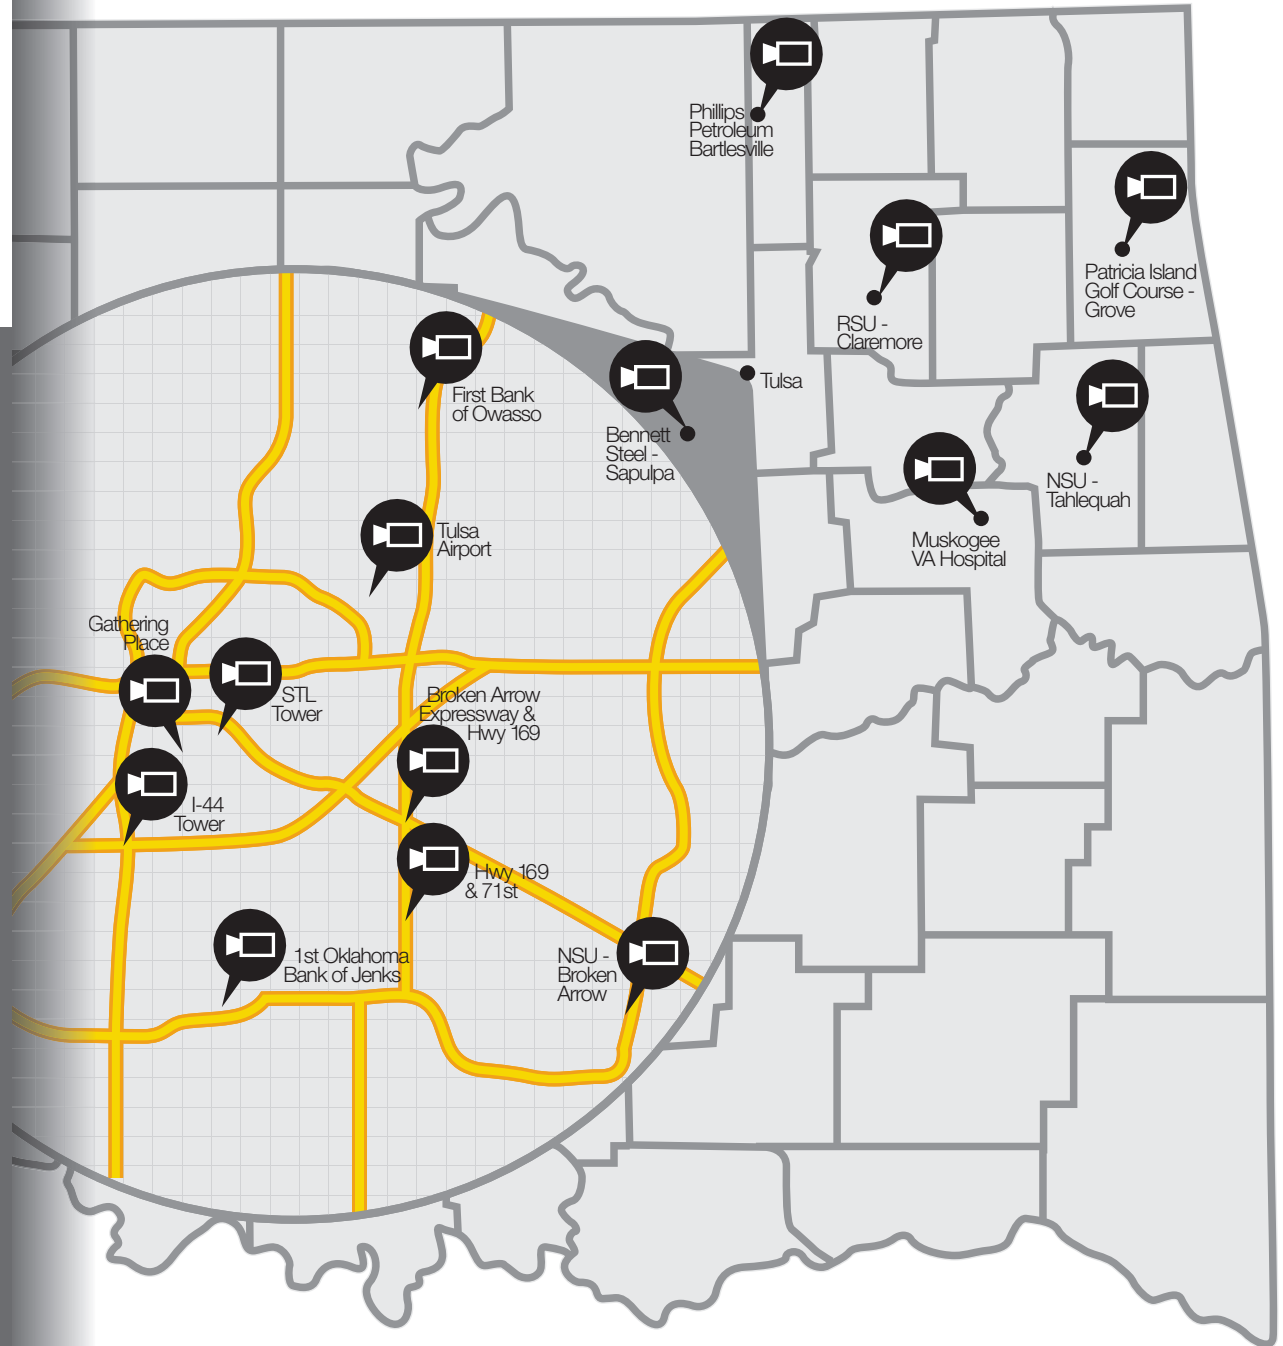 Phillips
Petroleum
Bartlesville
Patricia Island
Golf Course -
Grove
RSU -
Claremore
Tulsa
First Bank
of Owasso
Bennett
Steel -
Sapulpa
NSU -
Tahlequah
Muskogee
VA Hospital
Tulsa
Airport
Gathering
Place
STL
Tower
Broken Arrow
Expressway &
Hwy 169
I-44
Tower
Hwy 169
& 71st
1st Oklahoma
Bank of Jenks
NSU -
Broken
Arrow